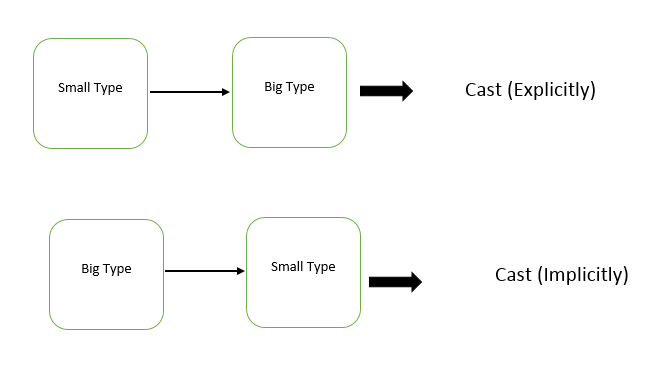 Small Type
Big Type
Cast (Explicitly)
Big Type
Small Type
Cast (Implicitly)